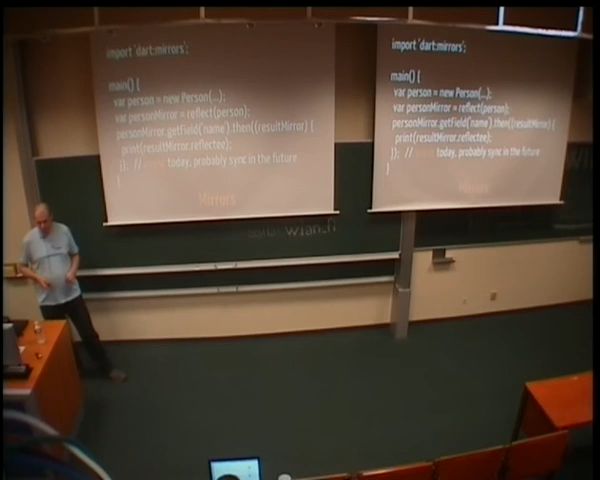 import 'dart:mirrors';
main() {
var person = new Person(...);
var personMirror = reflect(person);
personMirror.getField('name').then((resultMirror) {
print(resultMirror.reflectee);
}); // today, probably sync in the future
}
Mirrors
import 'dart:mirrors';
main() {
var person = new Person(...);
var personMirror = reflect(person);
personMirror.getField('name').then((resultMirror) {
print(resultMirror.reflectee);
}); // today, probably sync in the future
}
Mirrors